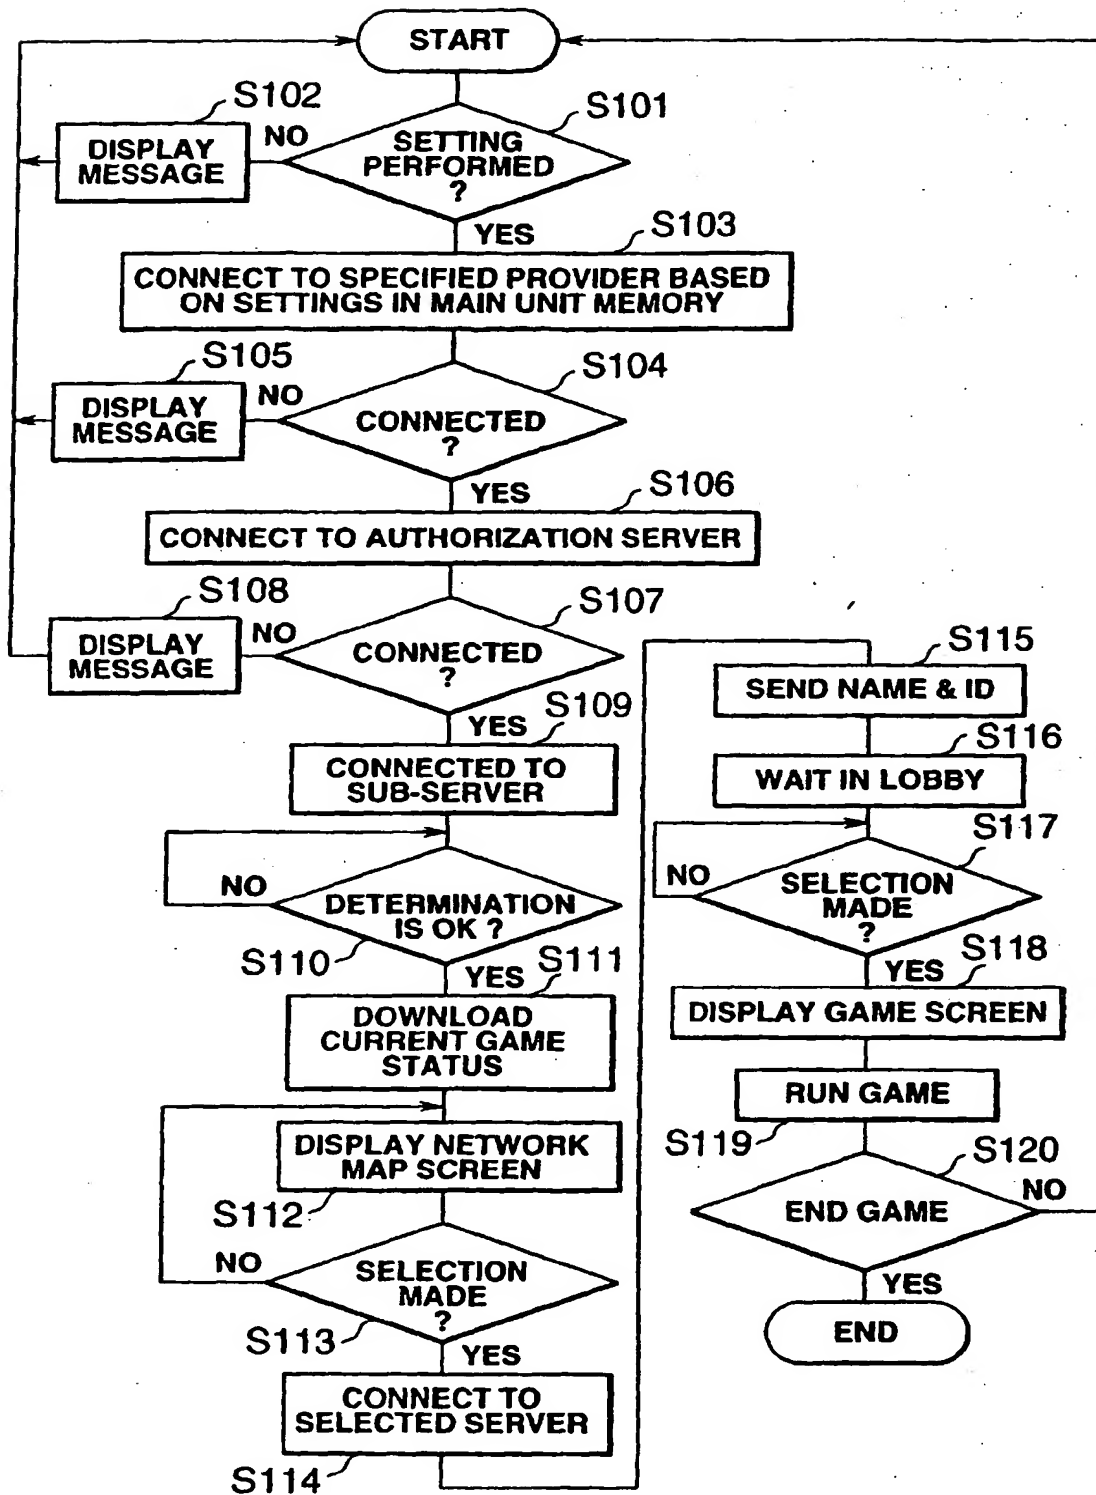 START
S102
S101
DISPLAY
MESSAGE
NO
SETTING
PERFORMED
?
YES
S103
CONNECT TO SPECIFIED PROVIDER BASED
ON SETTINGS IN MAIN UNIT MEMORY
S105
S104
DISPLAY
MESSAGE
NO
CONNECTED
?
YES
S106
CONNECT TO AUTHORIZATION SERVER
S108
S107
DISPLAY
MESSAGE
NO
CONNECTED
?
YES
S109
CONNECTED TO
SUB-SERVER
NO
DETERMINATION
IS OK ?
S110
YES
S111
DOWNLOAD
CURRENT GAME
STATUS
DISPLAY NETWORK
MAP SCREEN
S112
NO
SELECTION
MADE
?
S113
YES
CONNECT TO
SELECTED SERVER
S114
S115
SEND NAME & ID
S116
WAIT IN LOBBY
S117
NO
SELECTION
MADE
?
YES
S118
DISPLAY GAME SCREEN
RUN GAME
S119
S120
END GAME
NO
YES
END